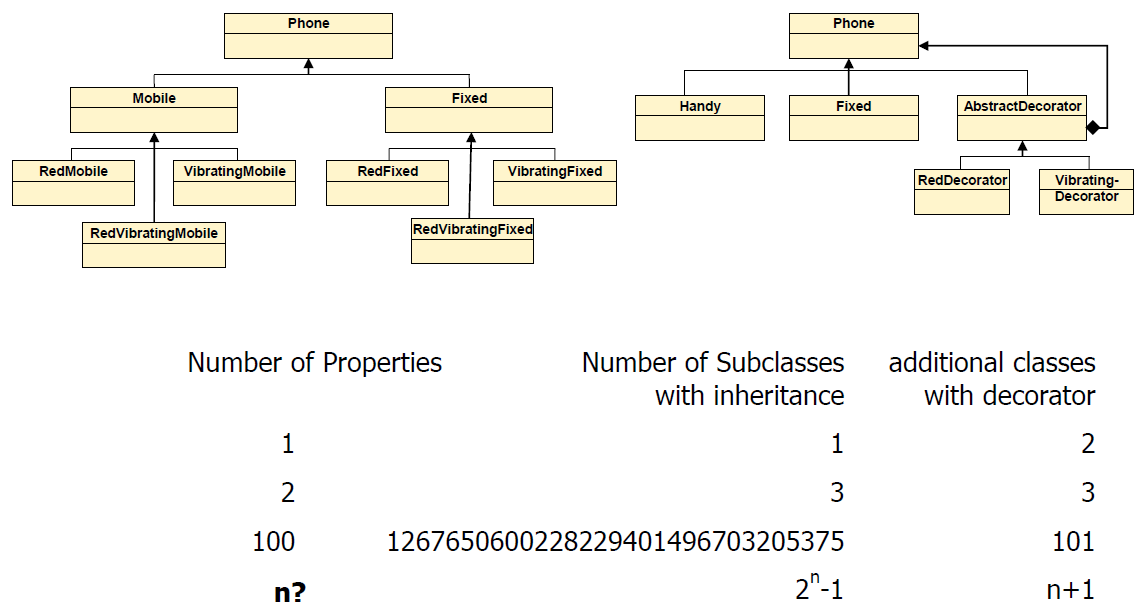 Phone
Mobile
Fixed
RedMobile
VibratingMobile
RedFixed
VibratingFixed
RedVibratingMobile
RedVibratingFixed
Phone
Handy
Fixed
AbstractDecorator
RedDecorator
Vibrating-
Decorator
Number of Properties
Number of Subclasses
with inheritance
additional classes
with decorator
1 1 2
2 3 3
100 1267650600228229401496703205375 101
n? 2^n-1 n+1